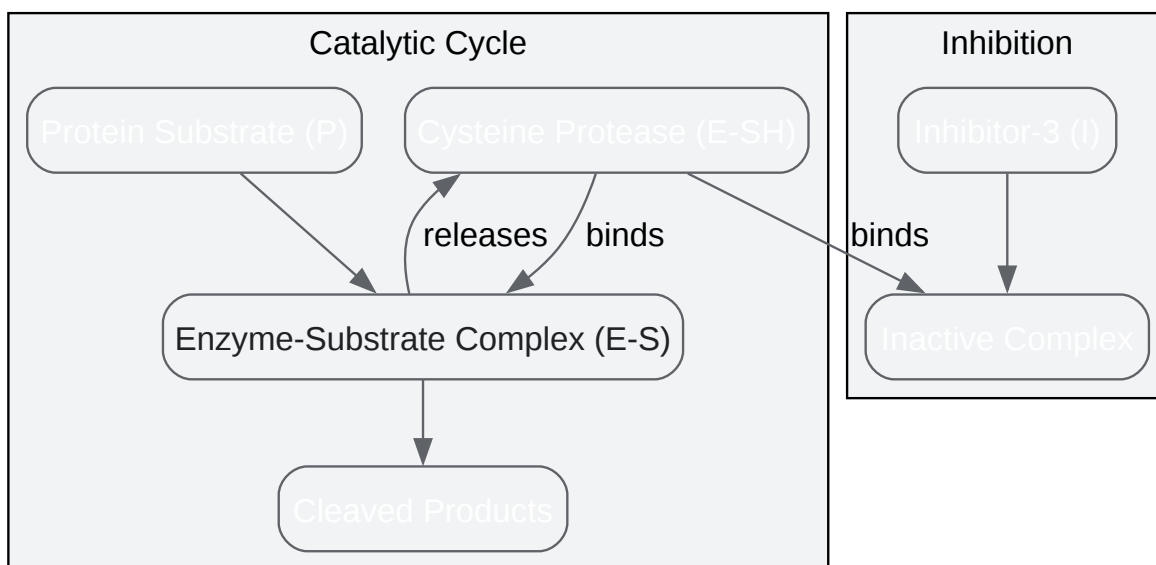 Catalytic Cycle
Inhibition
Protein Substrate (P)
Cysteine Protease (E-SH)
Inhibitor-3 (I)
releases
binds
binds
Enzyme-Substrate Complex (E-S)
Inactive Complex
Cleaved Products